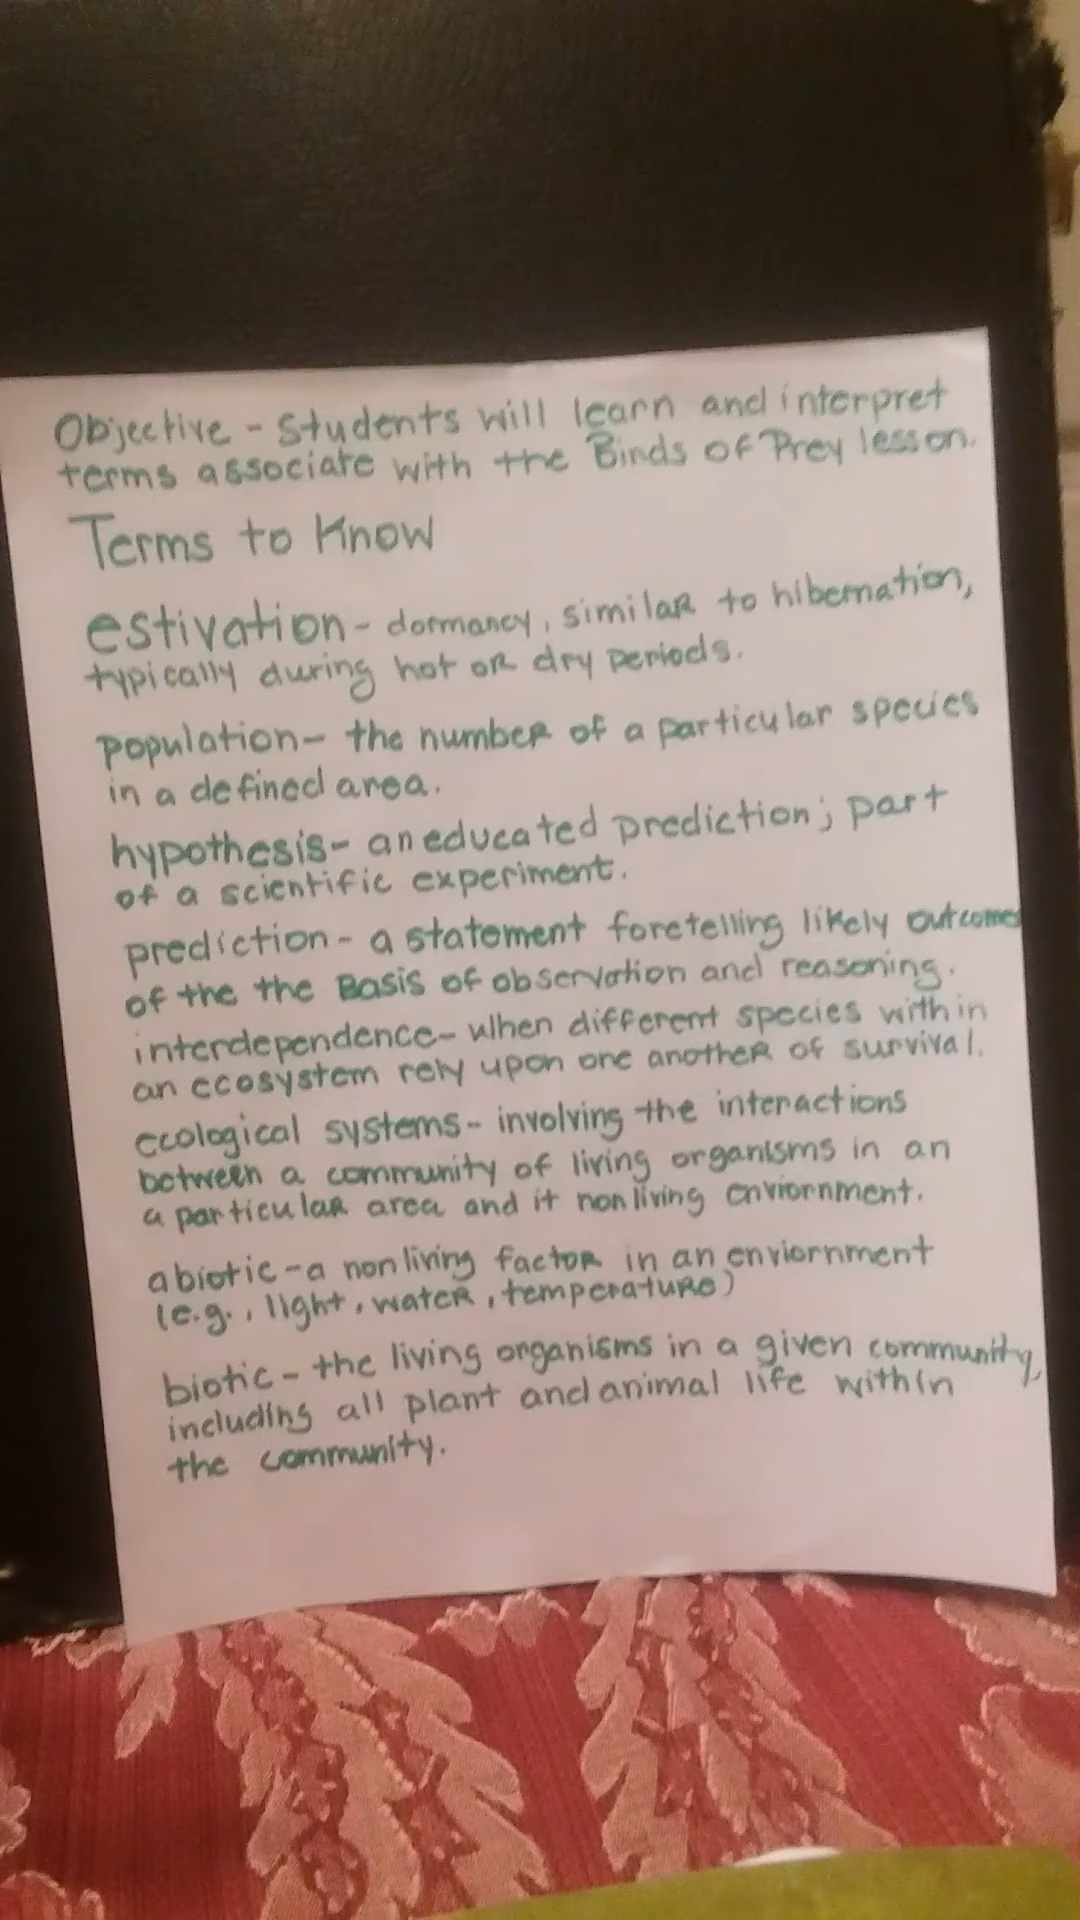 Objective - Students will learn and interpret
terms associate with the Binds of Prey lesson.
Terms to Know
estivation - dormancy, similar to hibernation,
typically during hot or dry periods.
population - the number of a particular species
in a defined area.
hypothesis - an educated prediction; part
of a scientific experiment.
prediction - a statement foretelling likely outcomes
of the the Basis of observation and reasoning.
interdependence - When different species within
an ecosystem rely upon one another of survival.
ecological systems - involving the interactions
between a community of living organisms in an
a particular area and it nonliving enviornment.
abiotic - a nonliving factor in an enviornment
(e.g., light, water, temperature)
biotic - the living organisms in a given community,
including all plant and animal life within
the community.